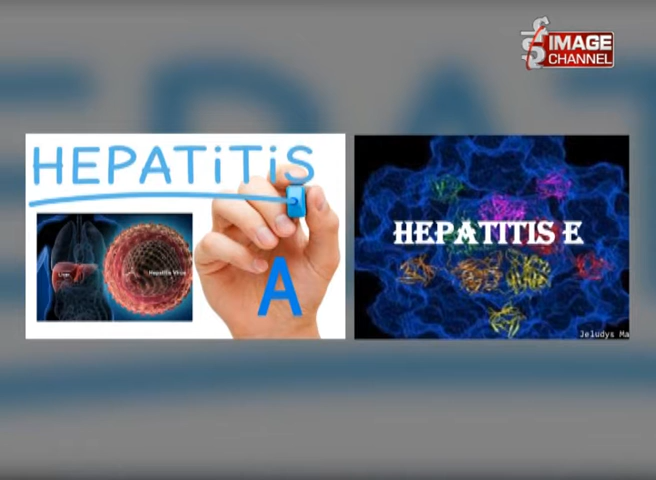 IMAGE
CHANNEL
HEPATiTiS
Liver
Hepatitis Virus
A
HEPATITIS E
Jeludys Ma